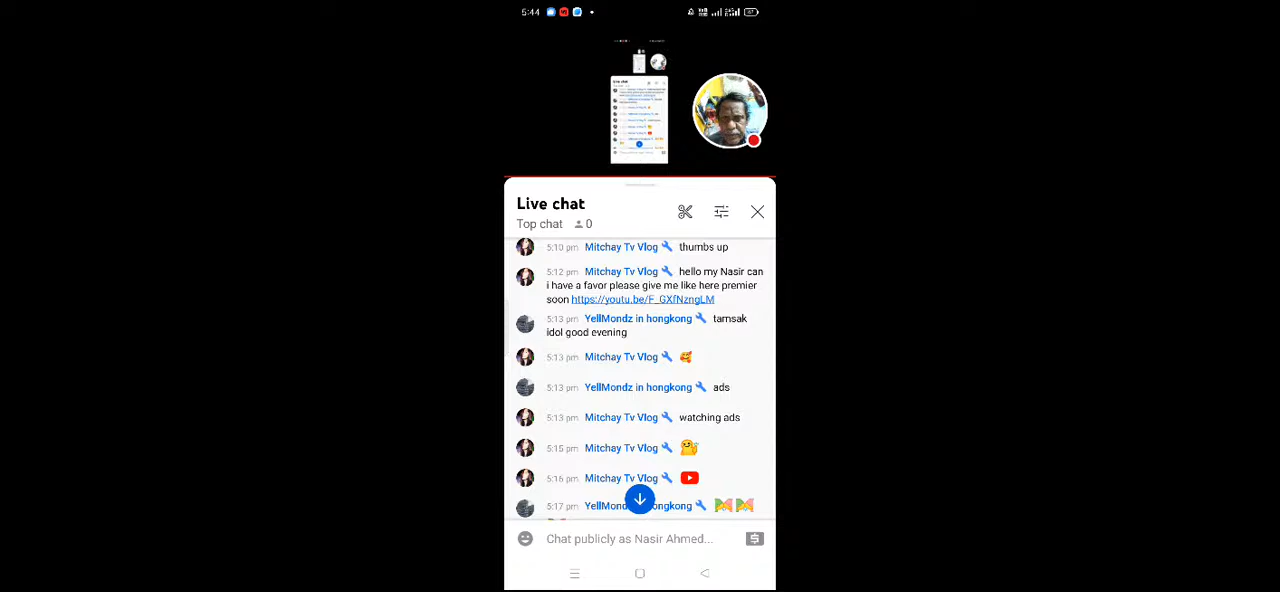 5:44
Live chat
Top chat 0
5:10 pm Mitchay Tv Vlog thumbs up
5:12 pm Mitchay Tv Vlog hello my Nasir can
i have a favor please give me like here premier
soon https://youtu.be/F_GXfNzngLM
5:13 pm YellMondz in hongkong tamsak
idol good evening
5:13 pm Mitchay Tv Vlog 🥰
5:13 pm YellMondz in hongkong ads
5:13 pm Mitchay Tv Vlog watching ads
5:15 pm Mitchay Tv Vlog
5:16 pm Mitchay Tv Vlog
5:17 pm YellMondz in hongkong
Chat publicly as Nasir Ahmed...